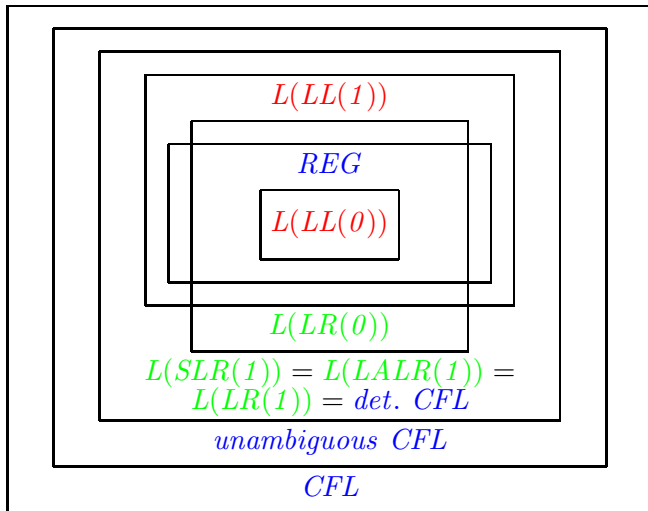 L(LL(1))
REG
L(LL(0))
L(LR(0))
L(SLR(1)) = L(LALR(1)) =
L(LR(1)) = det. CFL
unambiguous CFL
CFL